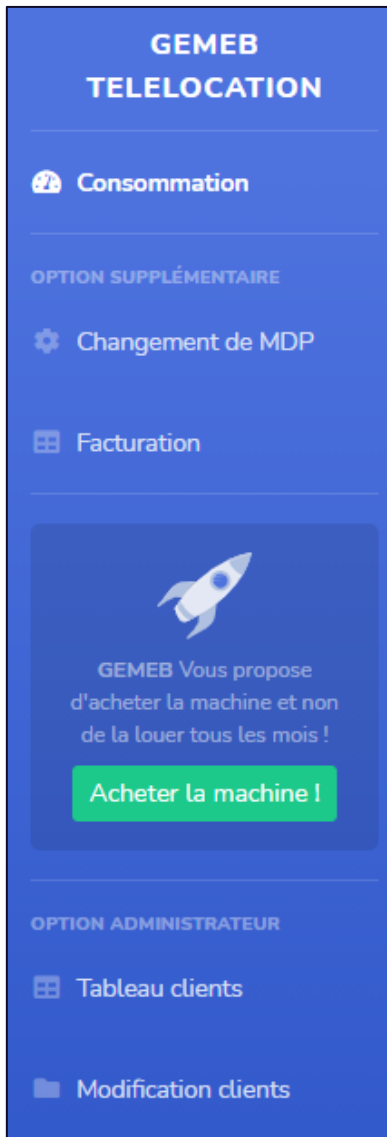 GEMEB
TELELOCATION
Consommation
OPTION SUPPLÉMENTAIRE
Changement de MDP
Facturation
GEMEB Vous propose
d'acheter la machine et non
de la louer tous les mois !
Acheter la machine !
OPTION ADMINISTRATEUR
Tableau clients
Modification clients